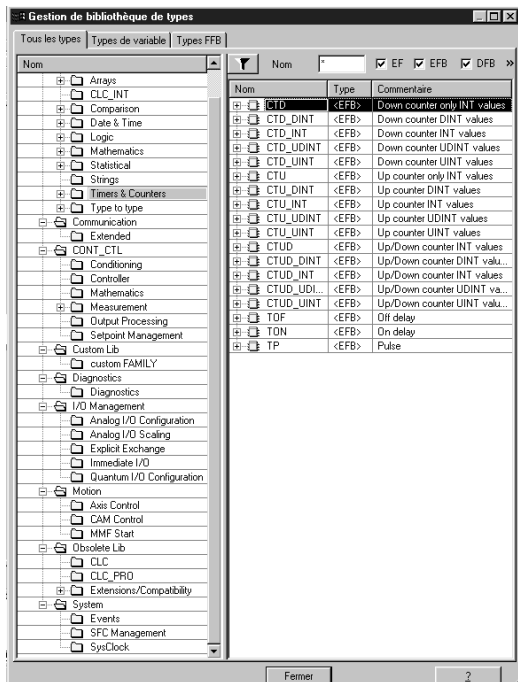 Gestion de bibliothèque de types
Tous les types Types de variable Types FFB
Nom
Arrays
CLC_INT
Comparison
Date & Time
Logic
Mathematics
Statistical
Strings
Timers & Counters
Type to type
Communication
Extended
CONT_CTL
Conditioning
Controller
Mathematics
Measurement
Output Processing
Setpoint Management
Custom Lib
custom FAMILY
Diagnostics
Diagnostics
I/O Management
Analog I/O Configuration
Analog I/O Scaling
Explicit Exchange
Immediate I/O
Quantum I/O Configuration
Motion
Axis Control
CAM Control
MMF Start
Obsolete Lib
CLC
CLC_PRO
Extensions/Compatibility
System
Events
SFC Management
SysClock
Nom * EF EFB DFB »
Nom Type Commentaire
CTD <EFB> Down counter only INT values
CTD_DINT <EFB> Down counter DINT values
CTD_INT <EFB> Down counter INT values
CTD_UDINT <EFB> Down counter UDINT values
CTD_UINT <EFB> Down counter UINT values
CTU <EFB> Up counter only INT values
CTU_DINT <EFB> Up counter DINT values
CTU_INT <EFB> Up counter INT values
CTU_UDINT <EFB> Up counter UDINT values
CTU_UINT <EFB> Up counter UINT values
CTUD <EFB> Up/Down counter INT values
CTUD_DINT <EFB> Up/Down counter DINT valu...
CTUD_INT <EFB> Up/Down counter INT values
CTUD_UDI... <EFB> Up/Down counter UDINT va...
CTUD_UINT <EFB> Up/Down counter UINT valu...
TOF <EFB> Off delay
TON <EFB> On delay
TP <EFB> Pulse
Fermer ?